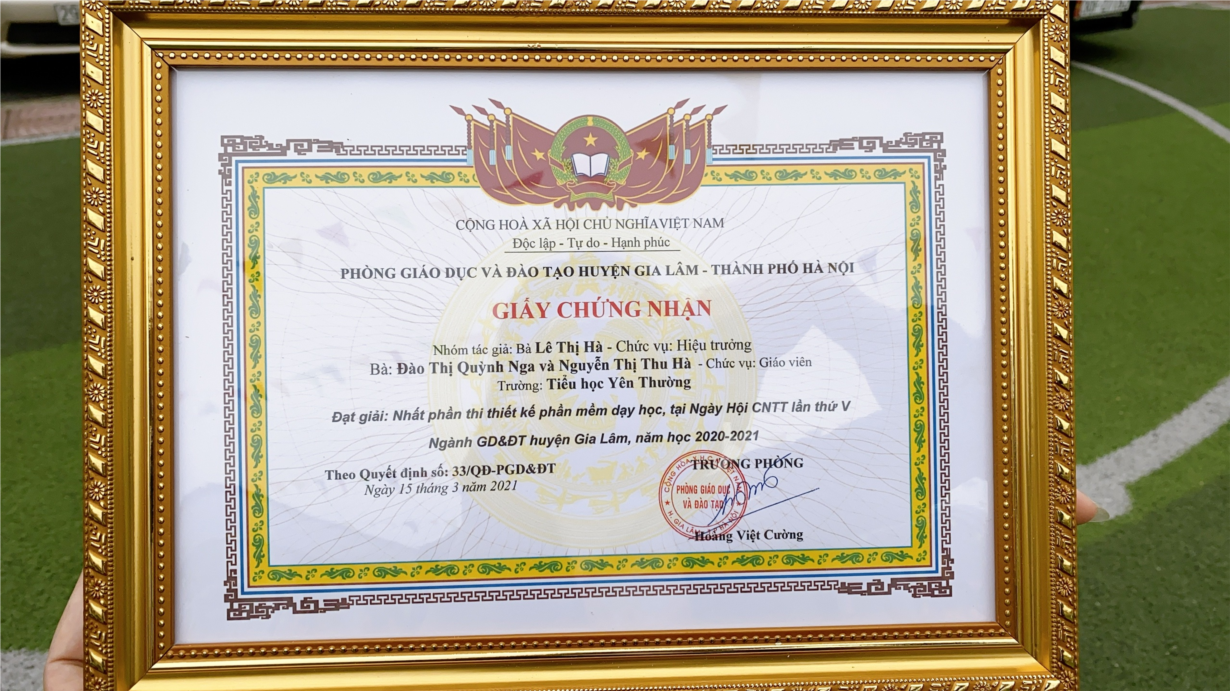 CỘNG HOÀ XÃ HỘI CHỦ NGHĨAVIỆT NAM
Độc lập - Tự do - Hạnh phúc
PHÒNG GIÁO DỤC VÀ ĐÀO TẠO HUYỆN GIA LÂM - THÀNH PHỐ HÀ NỘI
GIẤY CHỨNG NHẬN
Nhóm tác giả: Bà Lê Thị Hà - Chức vụ: Hiệu trưởng
Bà: Đào Thị Quỳnh Nga và Nguyễn Thị Thu Hà - Chức vụ: Giáo viên
Trường: Tiểu học Yên Thường
Đạt giải: Nhất phần thi thiết kế phần mềm dạy học, tại Ngày Hội CNTT lần thứ V
Ngành GD&ĐT huyện Gia Lâm, năm học 2020-2021
Theo Quyết định số: 33/QĐ-PGD&ĐT
Ngày 15 tháng 3 năm 2021
TRƯỞNG PHÒNG
PHÒNG GIÁO DỤC
VÀ ĐÀO TẠO
Hoàng Việt Cường